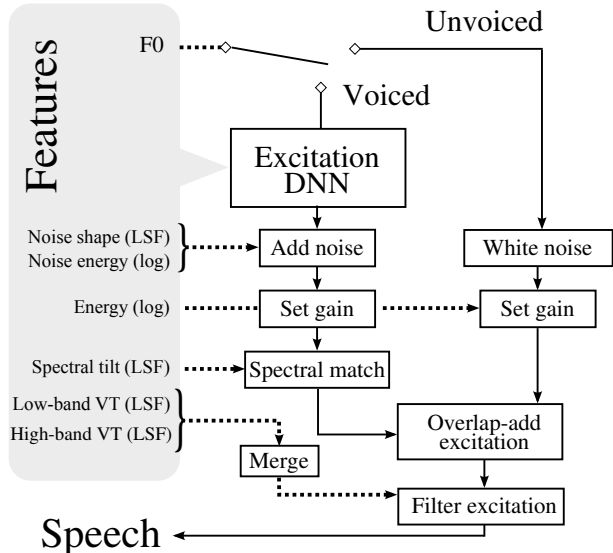 Features
F0
Unvoiced
Voiced
Excitation
DNN
Noise shape (LSF)
Noise energy (log)
Add noise
White noise
Energy (log)
Set gain
Set gain
Spectral tilt (LSF)
Spectral match
Low-band VT (LSF)
High-band VT (LSF)
Overlap-add
excitation
Merge
Filter excitation
Speech